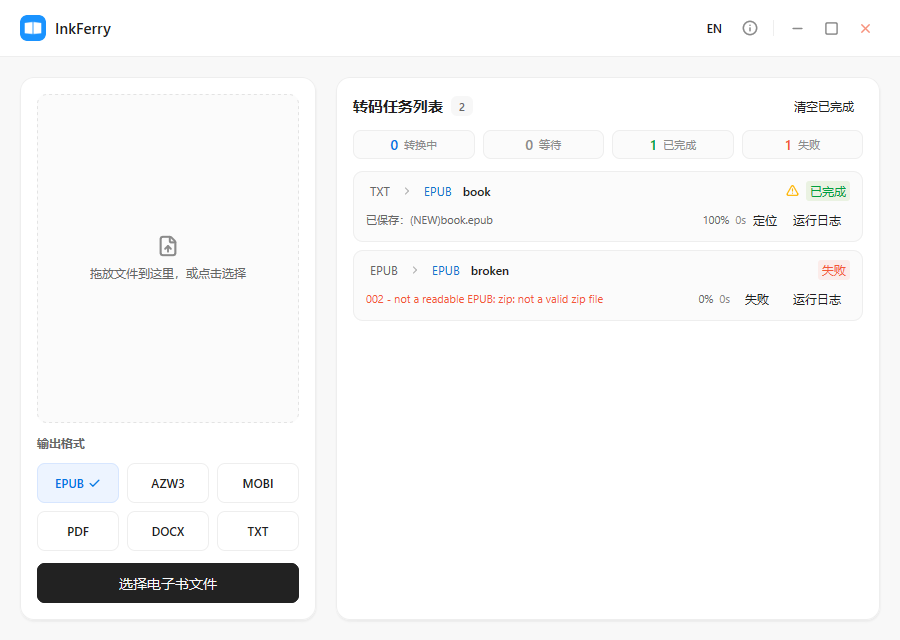 InkFerry
EN
拖放文件到这里，或点击选择
输出格式
EPUB
AZW3
MOBI
PDF
DOCX
TXT
选择电子书文件
转码任务列表 2
清空已完成
0 转换中
0 等待
1 已完成
1 失败
TXT > EPUB book
已完成
已保存：(NEW)book.epub
100% 0s 定位 运行日志
EPUB > EPUB broken
失败
002 - not a readable EPUB: zip: not a valid zip file
0% 0s 失败 运行日志